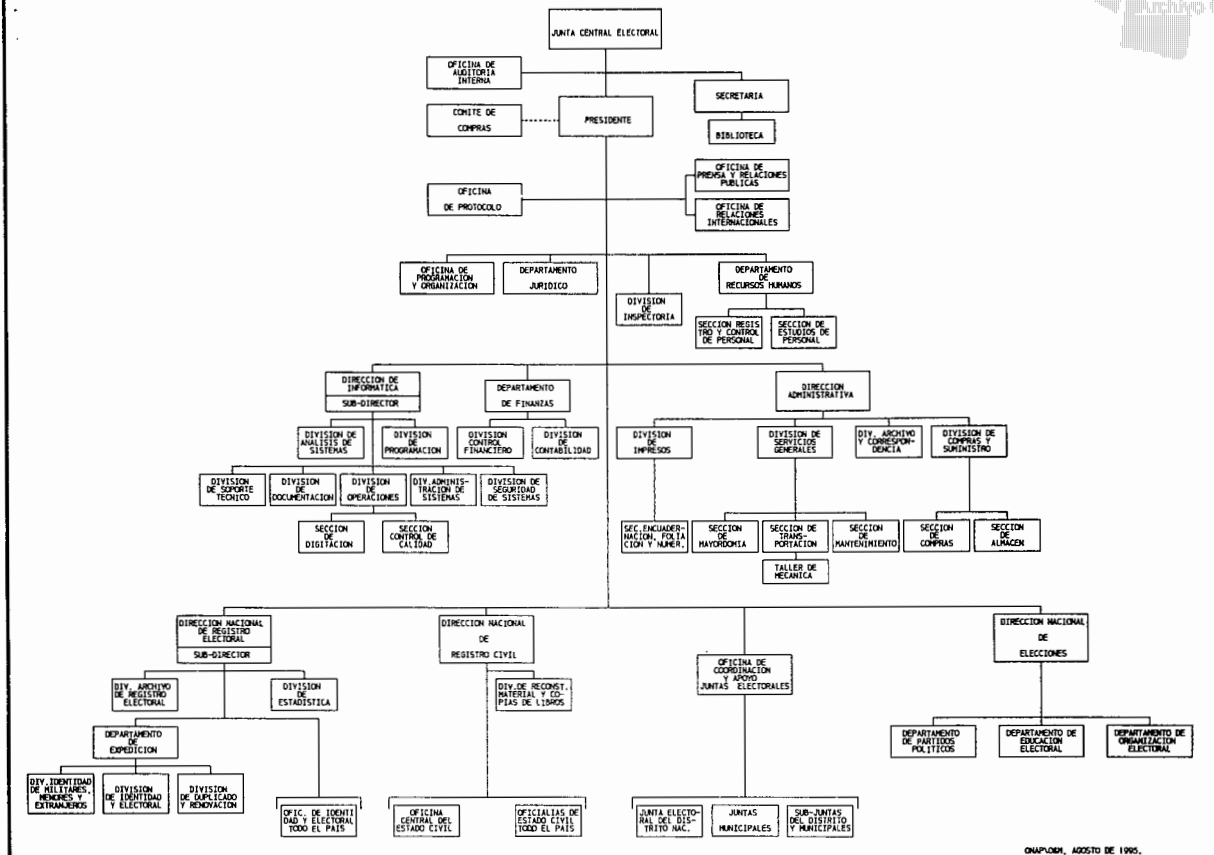 Archivo
JUNTA CENTRAL ELECTORAL
OFICINA DE
AUDITORIA
INTERNA
SECRETARIA
COMITE DE
COMPRAS
PRESIDENTE
BIBLIOTECA
OFICINA DE
PRENSA Y RELACIONES
PUBLICAS
OFICINA
DE PROTOCOLO
OFICINA DE
RELACIONES
INTERNACIONALES
OFICINA DE
PROGRAMACION
Y ORGANIZACION
DEPARTAMENTO
JURIDICO
DIVISION
DE
INSPECTORIA
DEPARTAMENTO
DE
RECURSOS HUMANOS
SECCION REGIS
TRO Y CONTROL
DE PERSONAL
SECCION DE
ESTUDIOS DE
PERSONAL
DIRECCION DE
INFORMATICA
SUB-DIRECTOR
DEPARTAMENTO
DE FINANZAS
DIRECCION
ADMINISTRATIVA
DIVISION DE
ANALISIS DE
SISTEMAS
DIVISION
DE
PROGRAMACION
DIVISION
CONTROL
FINANCIERO
DIVISION
DE
CONTABILIDAD
DIVISION
DE
IMPRESOS
DIVISION DE
SERVICIOS
GENERALES
DIV. ARCHIVO
Y CORRESPON-
DENCIA
DIVISION DE
COMPRAS Y
SUMINISTRO
DIVISION
DE SOPORTE
TECNICO
DIVISION
DE
DOCUMENTACION
DIVISION
DE
OPERACIONES
DIV.ADMINIS-
TRACION DE
SISTEMAS
DIVISION DE
SEGURIDAD
DE SISTEMAS
SECCION
DE
DIGITACION
SECCION
CONTROL DE
CALIDAD
SEC.ENCUADER-
NACION, FOLIA
CION Y NUMER.
SECCION
DE
MAYORDOMIA
SECCION DE
TRANS-
PORTACION
SECCION
DE
MANTENIMIENTO
SECCION
DE
COMPRAS
SECCION
DE
ALMACEN
TALLER DE
MECANICA
DIRECCION NACIONAL
DE REGISTRO
ELECTORAL
SUB-DIRECTOR
DIRECCION NACIONAL
DE
REGISTRO CIVIL
OFICINA DE
COORDINACION
Y APOYO
JUNTAS ELECTORALES
DIRECCION NACIONAL
DE
ELECCIONES
DIV. ARCHIVO
DE REGISTRO
ELECTORAL
DIVISION
DE
ESTADISTICA
DIV.DE RECONST.
MATERIAL Y CO-
PIAS DE LIBROS
DEPARTAMENTO
DE
EXPEDICION
DEPARTAMENTO
DE PARTIDOS
POLITICOS
DEPARTAMENTO DE
EDUCACION
ELECTORAL
DEPARTAMENTO DE
ORGANIZACION
ELECTORAL
DIV.IDENTIDAD
DE MILITARES,
MENORES Y
EXTRANJEROS
DIVISION
DE IDENTIDAD
Y ELECTORAL
DIVISION
DE DUPLICADO
Y RENOVACION
OFIC. DE IDENTI
DAD Y ELECTORAL
TODO EL PAIS
OFICINA
CENTRAL DEL
ESTADO CIVIL
OFICIALIAS DE
ESTADO CIVIL
TODO EL PAIS
JUNTA ELECTO-
RAL DEL DIS-
TRITO NAC.
JUNTAS
MUNICIPALES
SUB-JUNTAS
DEL DISTRITO
Y MUNICIPALES
AGOSTO DE 1995.